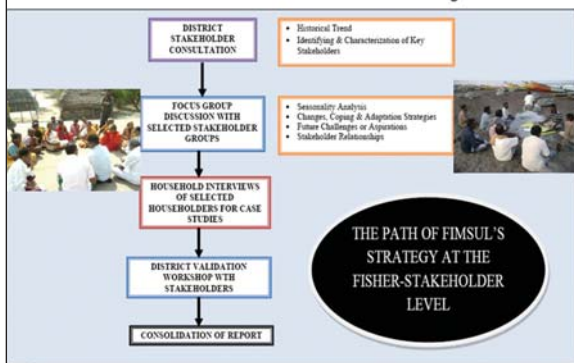 DISTRICT
STAKEHOLDER
CONSULTATION
• Historical Trend
• Identifying & Characterization of Key
Stakeholders
FOCUS GROUP
DISCUSSION WITH
SELECTED STAKEHOLDER
GROUPS
• Seasonality Analysis
• Changes, Coping & Adaptation Strategies
• Future Challenges or Aspirations
• Stakeholder Relationships
HOUSEHOLD INTERVIEWS
OF SELECTED
HOUSEHOLDERS FOR CASE
STUDIES
DISTRICT VALIDATION
WORKSHOP WTH
STAKEHOLDERS
CONSOLIDATION OF REPORT
THE PATH OF FIMSUL'S
STRATEGY AT THE
FISHER-STAKEHOLDER
LEVEL